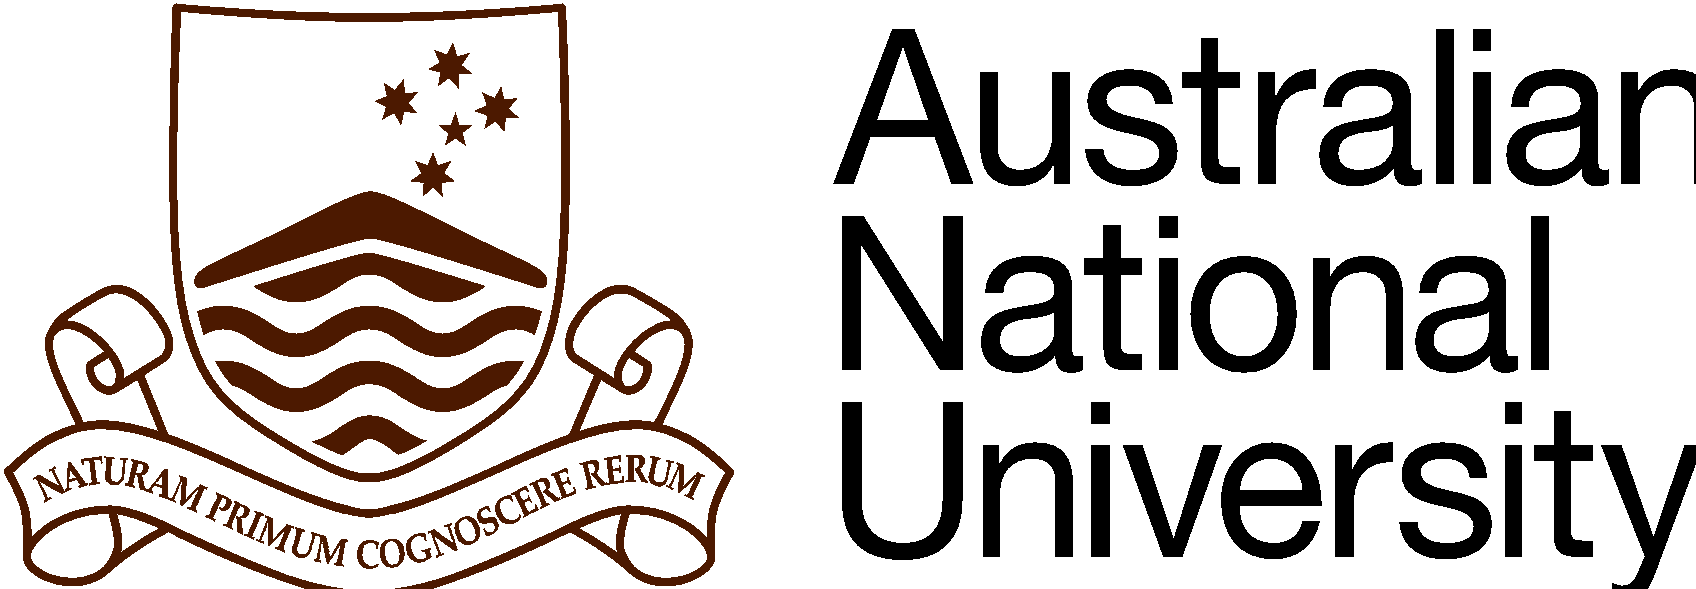 NATURAM PRIMUM COGNOSCERE RERUM
Australian
National
University